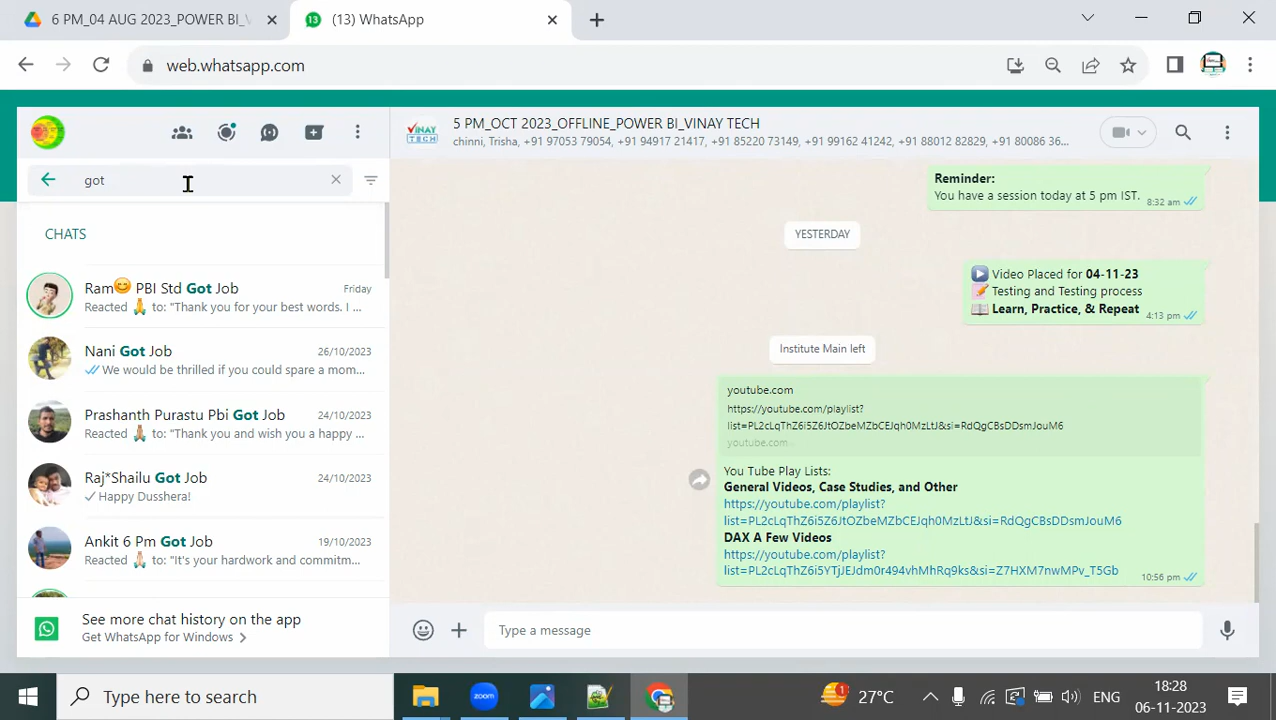 6 PM_04 AUG 2023_POWER BI_V
(13) WhatsApp
web.whatsapp.com
got
CHATS
Ram😊 PBI Std Got Job
Friday
Reacted 🙏 to: "Thank you for your best words. I ...
Nani Got Job
26/10/2023
We would be thrilled if you could spare a mom...
Prashanth Purastu Pbi Got Job
24/10/2023
Reacted 🙏 to: "Thank you and wish you a happy ...
Raj*Shailu Got Job
24/10/2023
Happy Dusshera!
Ankit 6 Pm Got Job
19/10/2023
Reacted 🙏 to: "It's your hardwork and commitm...
See more chat history on the app
Get WhatsApp for Windows >
VINAY
TECH
5 PM_OCT 2023_OFFLINE_POWER BI_VINAY TECH
chinni, Trisha, +91 97053 79054, +91 94917 21417, +91 85220 73149, +91 99162 41242, +91 88012 82829, +91 80086 36...
Reminder:
You have a session today at 5 pm IST.
8:32 am
YESTERDAY
▶️ Video Placed for 04-11-23
📝 Testing and Testing process
📖 Learn, Practice, & Repeat
4:13 pm
Institute Main left
youtube.com
https://youtube.com/playlist?
list=PL2cLqThZ6i5Z6JtOZbeMZbCEJqh0MzLtJ&si=RdQgCBsDDsmJouM6
youtube.com
You Tube Play Lists:
General Videos, Case Studies, and Other
https://youtube.com/playlist?
list=PL2cLqThZ6i5Z6JtOZbeMZbCEJqh0MzLtJ&si=RdQgCBsDDsmJouM6
DAX A Few Videos
https://youtube.com/playlist?
list=PL2cLqThZ6i5YTjJEJdm0r494vhMhRq9ks&si=Z7HXM7nwMPv_T5Gb
10:56 pm
Type a message
Type here to search
zoom
27°C
ENG
18:28
06-11-2023